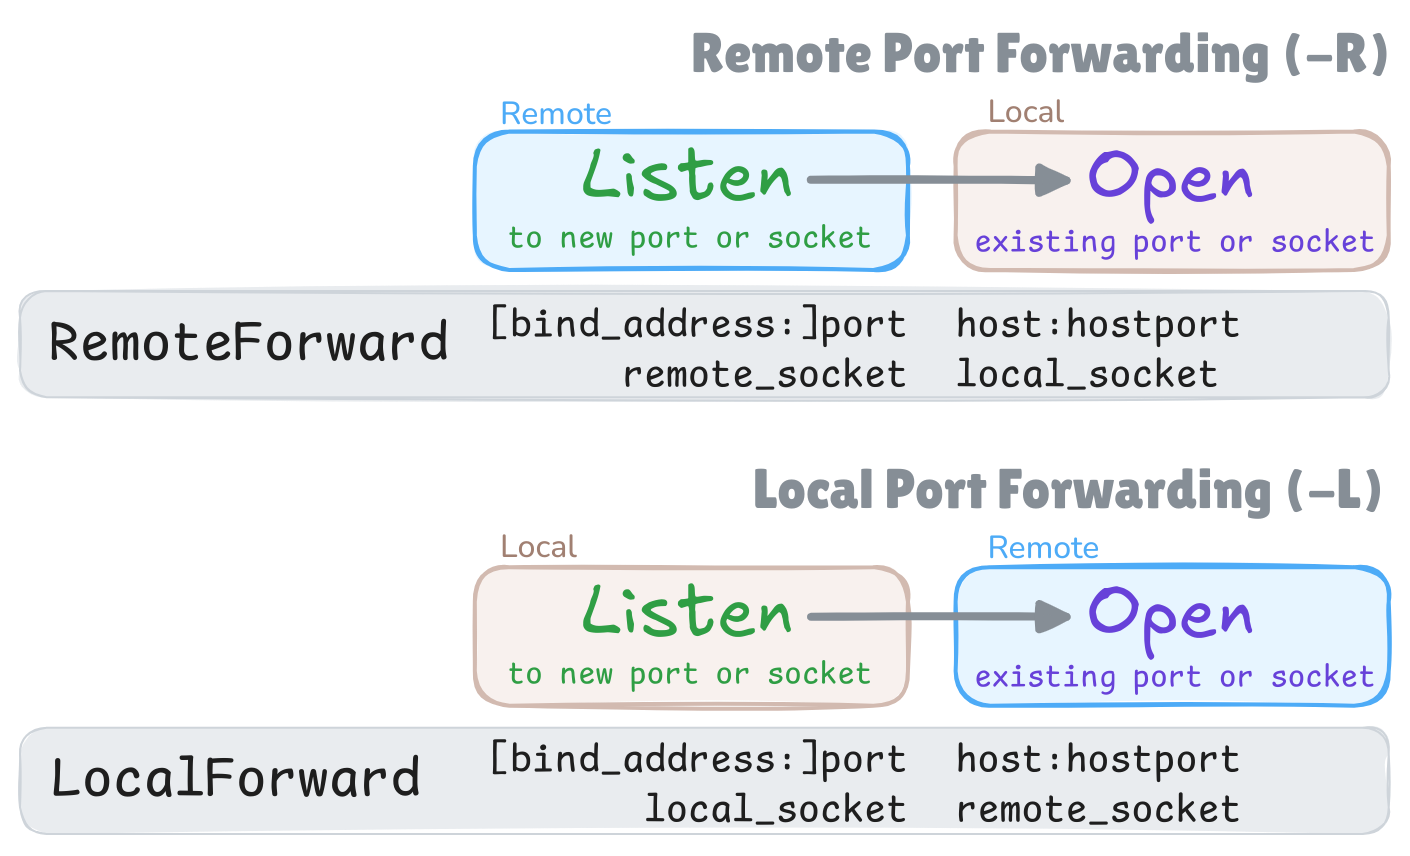 Remote Port Forwarding (-R)
Remote
Local
Listen
Open
to new port or socket
existing port or socket
RemoteForward
[bind_address:]port
host:hostport
remote_socket
local_socket
Local Port Forwarding (-L)
Local
Remote
Listen
Open
to new port or socket
existing port or socket
LocalForward
[bind_address:]port
host:hostport
local_socket
remote_socket